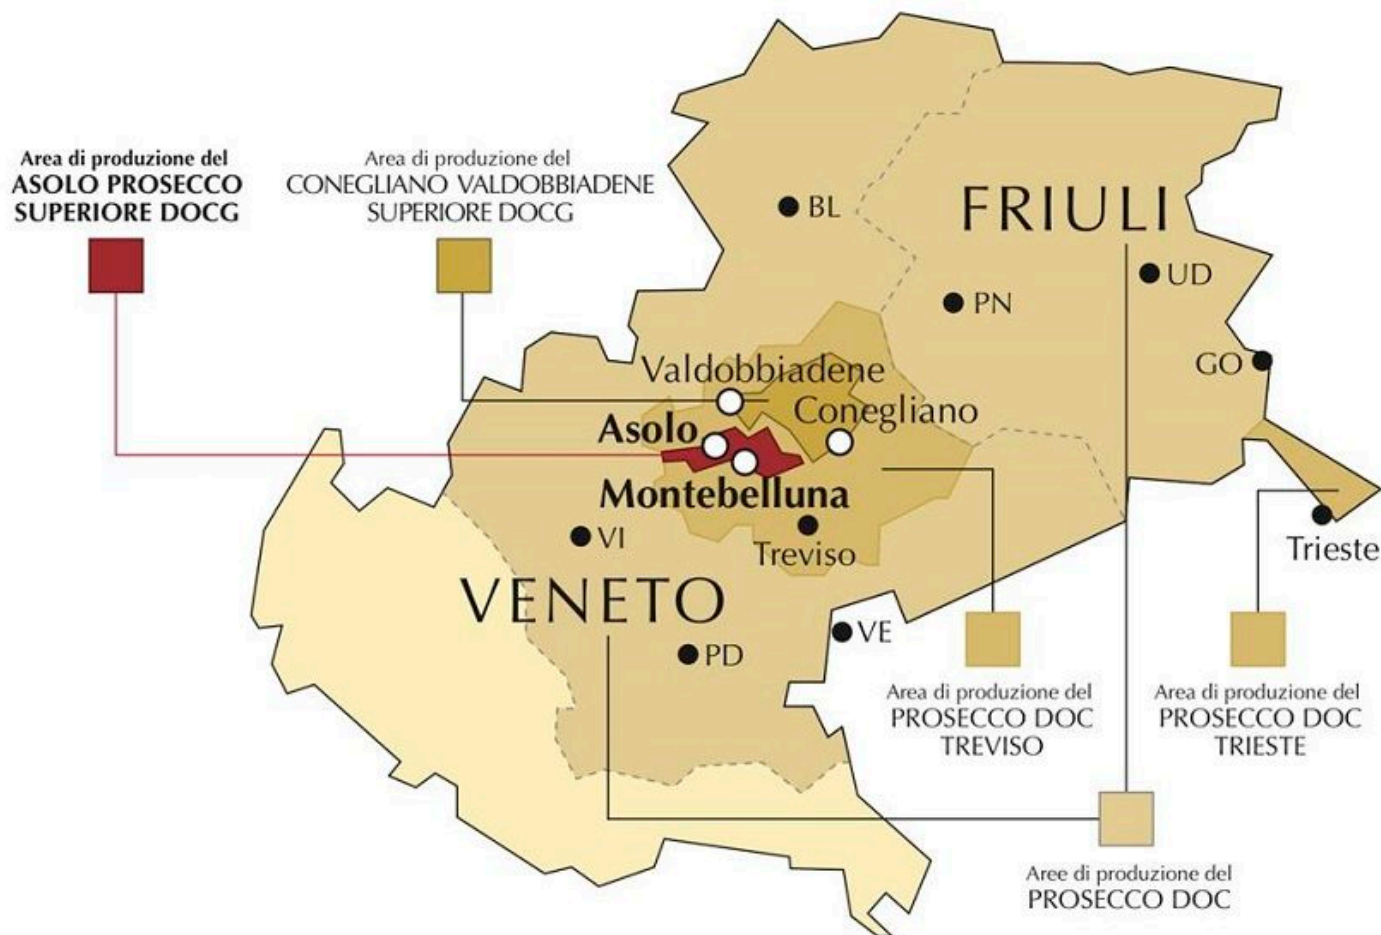 Area di produzione del
ASOLO PROSECCO
SUPERIORE DOCG
Area di produzione del
CONEGLIANO VALDOBBIADENE
SUPERIORE DOCG
BL
FRIULI
UD
PN
GO
Valdobbiadene
Conegliano
Asolo
Montebelluna
VI
Treviso
Trieste
VENETO
VE
PD
Area di produzione del
PROSECCO DOC
TREVISO
Area di produzione del
PROSECCO DOC
TRIESTE
Aree di produzione del
PROSECCO DOC